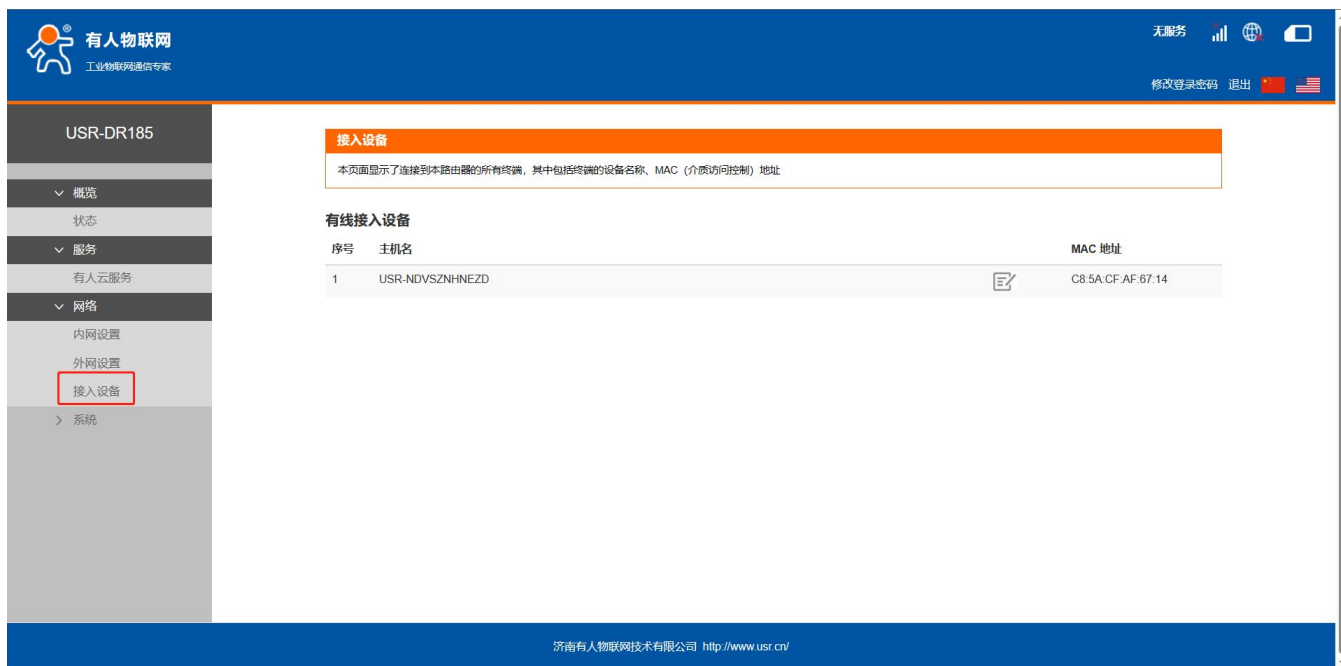 有人物联网
®
工业物联网通信专家
无服务
修改登录密码 退出
USR-DR185
概览
状态
服务
有人云服务
网络
内网设置
外网设置
接入设备
系统
接入设备
本页面显示了连接到本路由器的所有终端，其中包括终端的设备名称、MAC（介质访问控制）地址
有线接入设备
序号 主机名 MAC 地址
1 USR-NDVSZNHNEZD C8:5A:CF:AF:67:14
济南有人物联网技术有限公司 http://www.usr.cn/